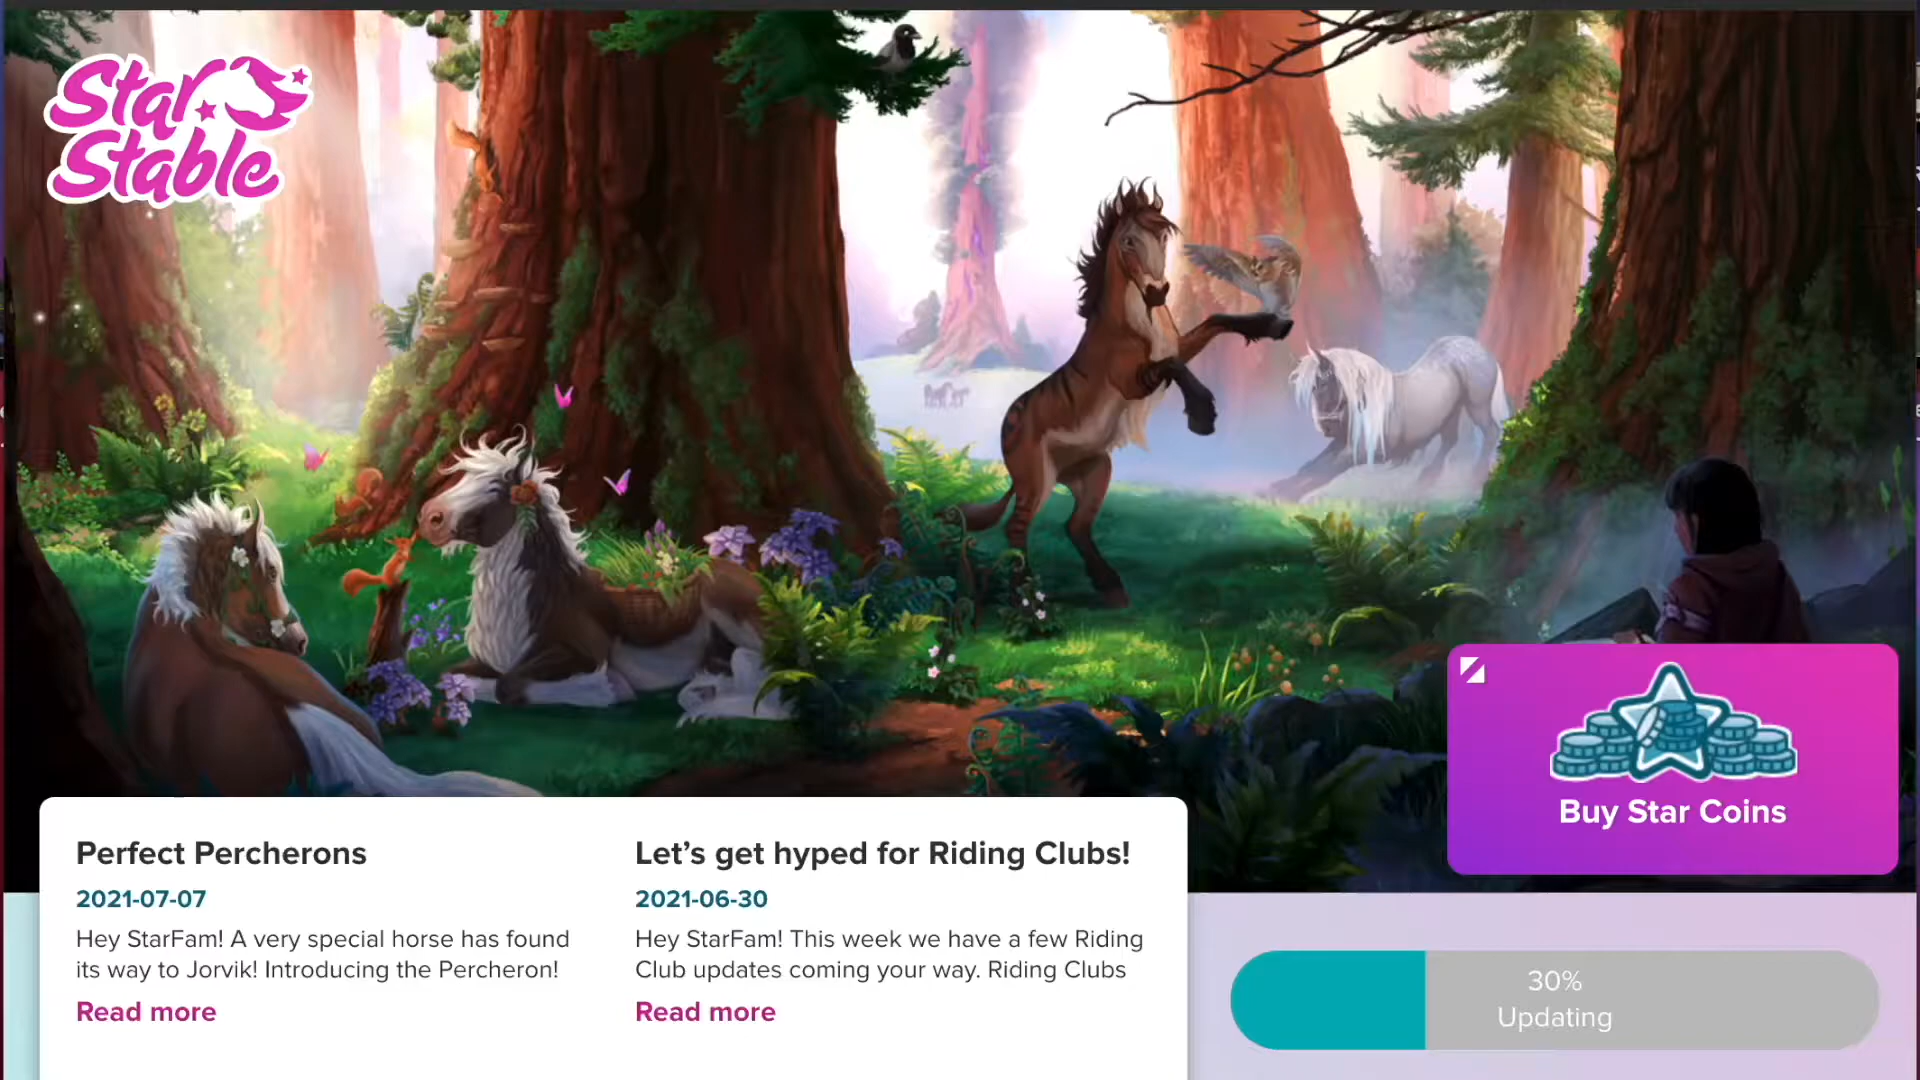 Star
Stable
Buy Star Coins
Perfect Percherons
2021-07-07
Hey StarFam! A very special horse has found
its way to Jorvik! Introducing the Percheron!
Read more
Let’s get hyped for Riding Clubs!
2021-06-30
Hey StarFam! This week we have a few Riding
Club updates coming your way. Riding Clubs
Read more
30%
Updating